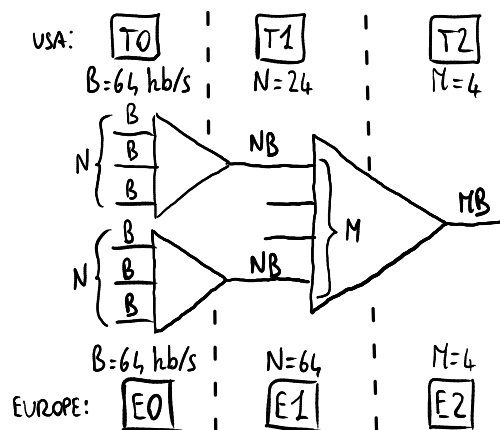 USA: T0 T1 T2
B=64 kb/s N=24 M=4
B
B NB
N B
B M MB
N B NB
B
B=64 kb/s N=64 M=4
EUROPE: E0 E1 E2